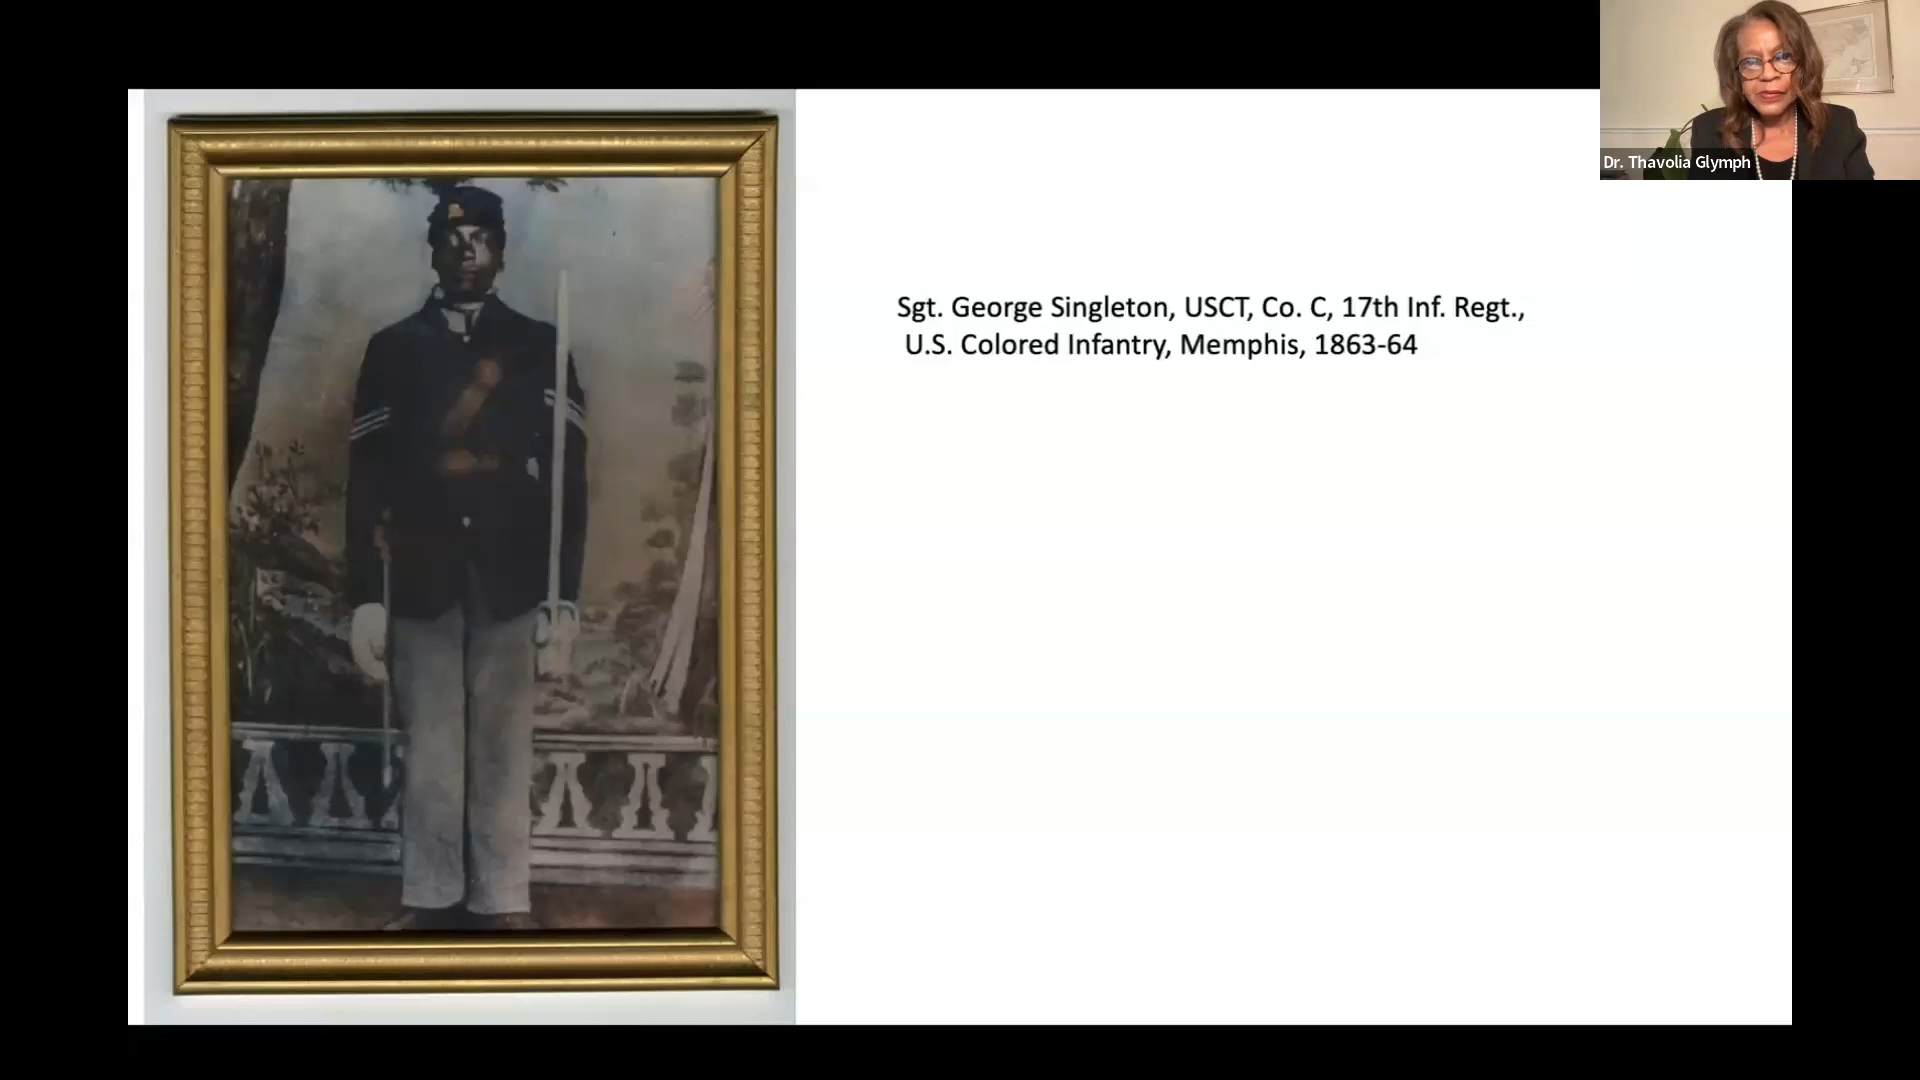 Dr. Thavolia Glymph
Sgt. George Singleton, USCT, Co. C, 17th Inf. Regt.,
U.S. Colored Infantry, Memphis, 1863-64